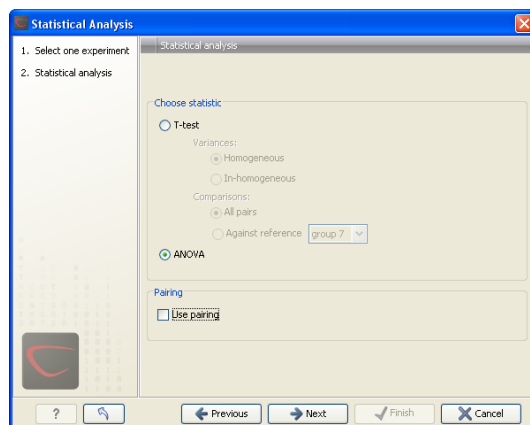 Statistical Analysis
1. Select one experiment
2. Statistical analysis
Statistical analysis
Choose statistic
T-test
Variances:
Homogeneous
In-homogeneous
Comparisons:
All pairs
Against reference group 7
ANOVA
Pairing
Use pairing
? Previous Next Finish Cancel